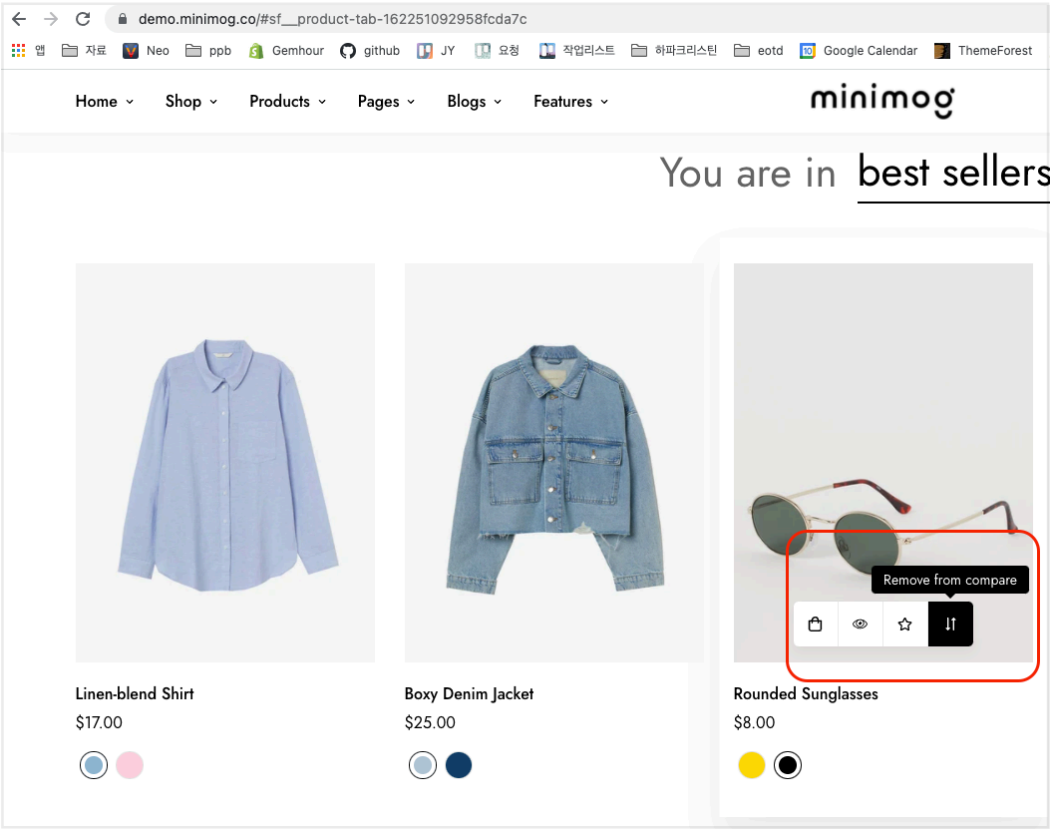 demo.minimog.co/#sf__product-tab-162251092958fcda7c
앱 자료 Neo ppb Gemhour github JY 요청 작업리스트 하파크리스틴 eotd Google Calendar ThemeForest
Home Shop Products Pages Blogs Features minimog
You are in best sellers
Remove from compare
Linen-blend Shirt Boxy Denim Jacket Rounded Sunglasses
$17.00 $25.00 $8.00